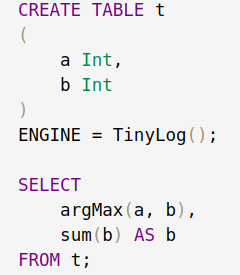 CREATE TABLE t
(
    a Int,
    b Int
)
ENGINE = TinyLog();

SELECT
    argMax(a, b),
    sum(b) AS b
FROM t;